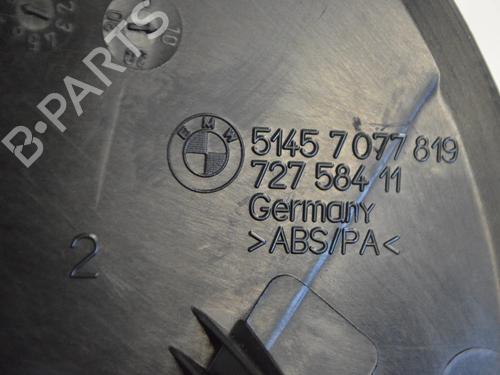 B-PARTS
BMW
5145 7 077 819
727 584 11
Germany
>ABS/PA<
2